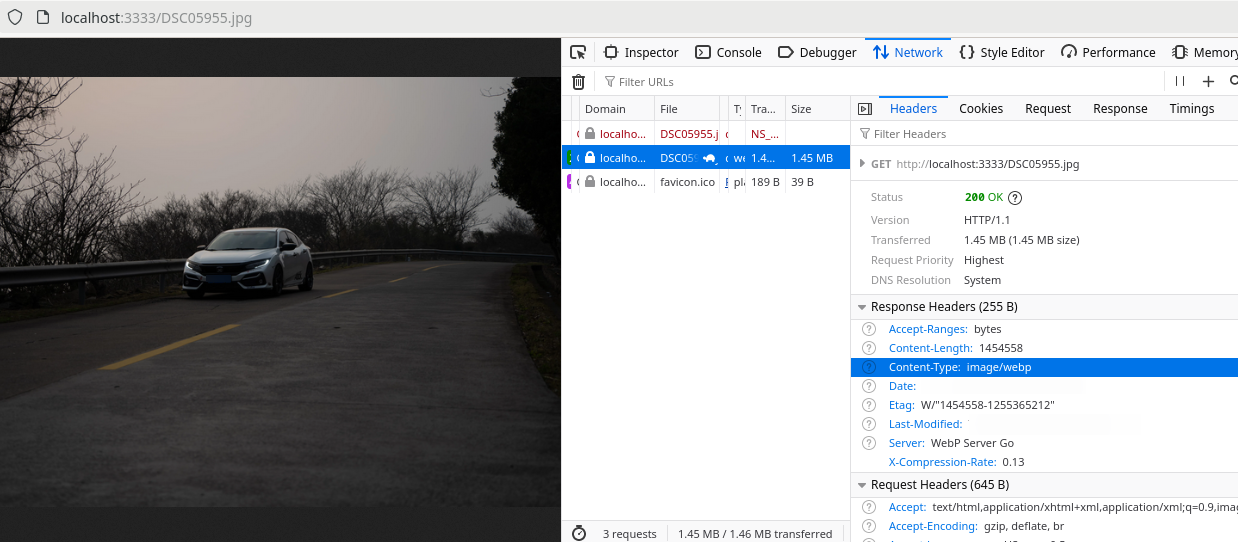 localhost:3333/DSC05955.jpg
Inspector Console Debugger Network Style Editor Performance Memory
Filter URLs
Domain File Ty Tra... Size
localho... DSC05955.j NS_...
localho... DSC05 we 1.4... 1.45 MB
localho... favicon.ico pl 189 B 39 B
3 requests 1.45 MB / 1.46 MB transferred
Headers Cookies Request Response Timings
Filter Headers
GET http://localhost:3333/DSC05955.jpg
Status 200 OK ?
Version HTTP/1.1
Transferred 1.45 MB (1.45 MB size)
Request Priority Highest
DNS Resolution System
Response Headers (255 B)
? Accept-Ranges: bytes
? Content-Length: 1454558
? Content-Type: image/webp
? Date:
? Etag: W/"1454558-1255365212"
? Last-Modified:
? Server: WebP Server Go
X-Compression-Rate: 0.13
Request Headers (645 B)
? Accept: text/html,application/xhtml+xml,application/xml;q=0.9,imag
? Accept-Encoding: gzip, deflate, br